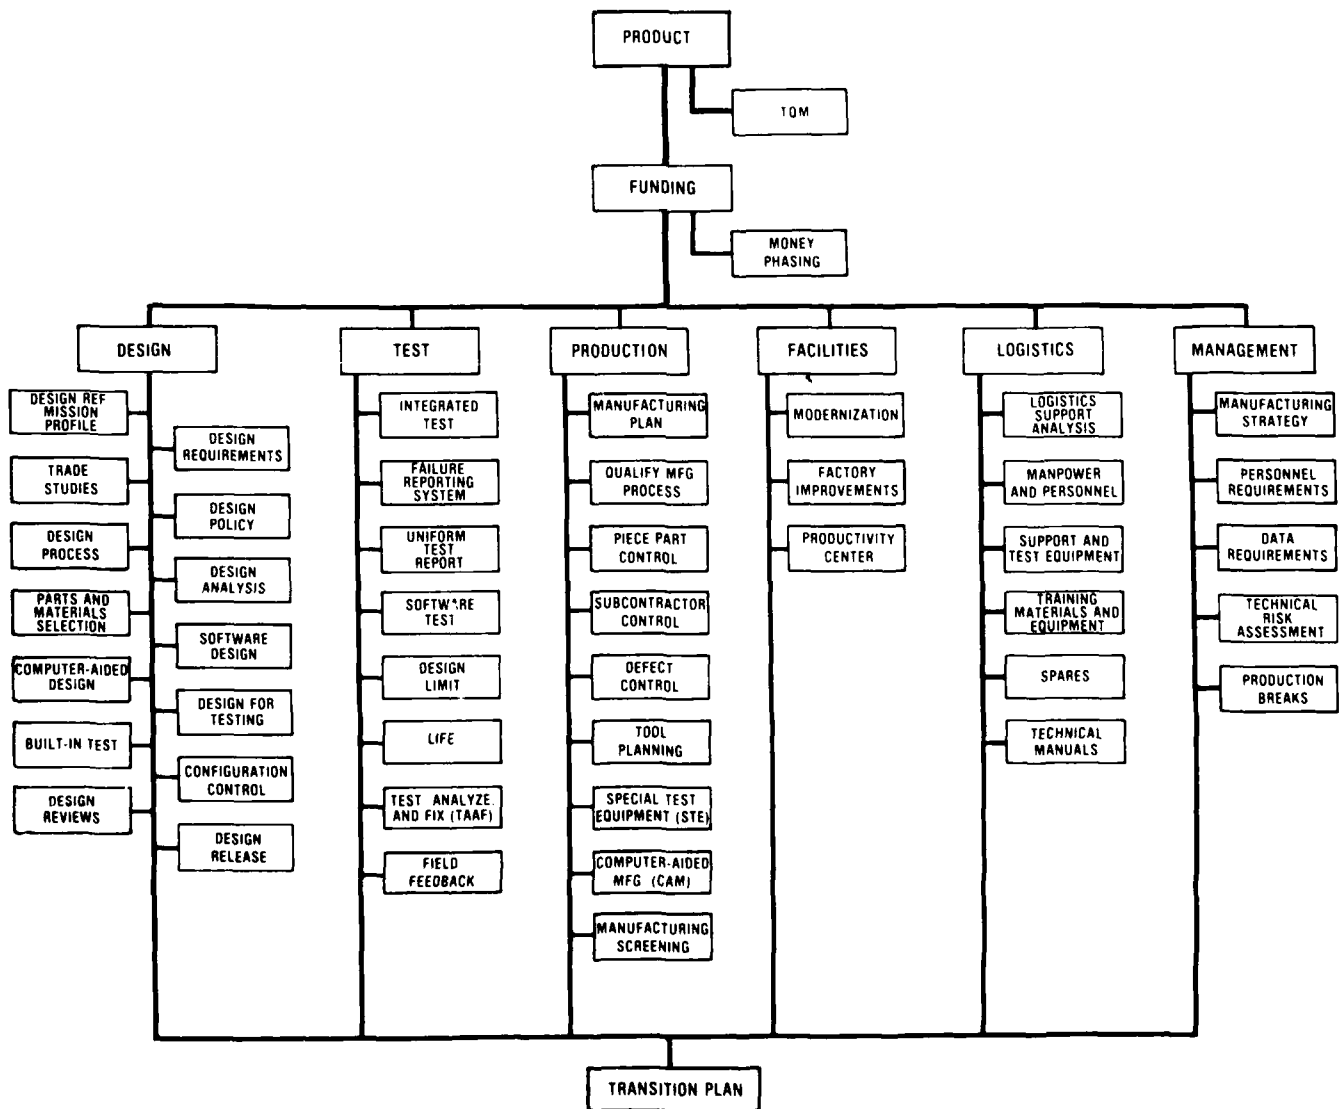 PRODUCT
TQM
FUNDING
MONEY
PHASING
DESIGN
TEST
PRODUCTION
FACILITIES
LOGISTICS
MANAGEMENT
DESIGN REF
MISSION
PROFILE
DESIGN
REQUIREMENTS
TRADE
STUDIES
DESIGN
POLICY
DESIGN
PROCESS
DESIGN
ANALYSIS
PARTS AND
MATERIALS
SELECTION
SOFTWARE
DESIGN
COMPUTER-AIDED
DESIGN
DESIGN FOR
TESTING
BUILT-IN TEST
CONFIGURATION
CONTROL
DESIGN
REVIEWS
DESIGN
RELEASE
INTEGRATED
TEST
FAILURE
REPORTING
SYSTEM
UNIFORM
TEST
REPORT
SOFTWARE
TEST
DESIGN
LIMIT
LIFE
TEST ANALYZE
AND FIX (TAAF)
FIELD
FEEDBACK
MANUFACTURING
PLAN
QUALIFY MFG
PROCESS
PIECE PART
CONTROL
SUBCONTRACTOR
CONTROL
DEFECT
CONTROL
TOOL
PLANNING
SPECIAL TEST
EQUIPMENT (STE)
COMPUTER-AIDED
MFG (CAM)
MANUFACTURING
SCREENING
MODERNIZATION
FACTORY
IMPROVEMENTS
PRODUCTIVITY
CENTER
LOGISTICS
SUPPORT
ANALYSIS
MANPOWER
AND PERSONNEL
SUPPORT AND
TEST EQUIPMENT
TRAINING
MATERIALS AND
EQUIPMENT
SPARES
TECHNICAL
MANUALS
MANUFACTURING
STRATEGY
PERSONNEL
REQUIREMENTS
DATA
REQUIREMENTS
TECHNICAL
RISK
ASSESSMENT
PRODUCTION
BREAKS
TRANSITION PLAN